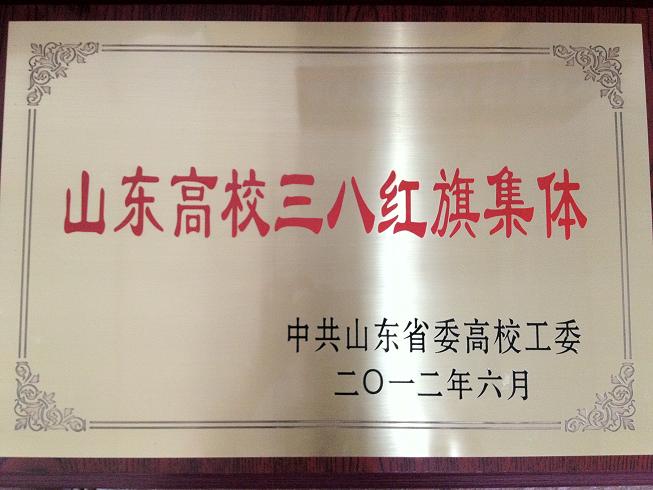 山东高校三八红旗集体
中共山东省委高校工委
二〇一二年六月